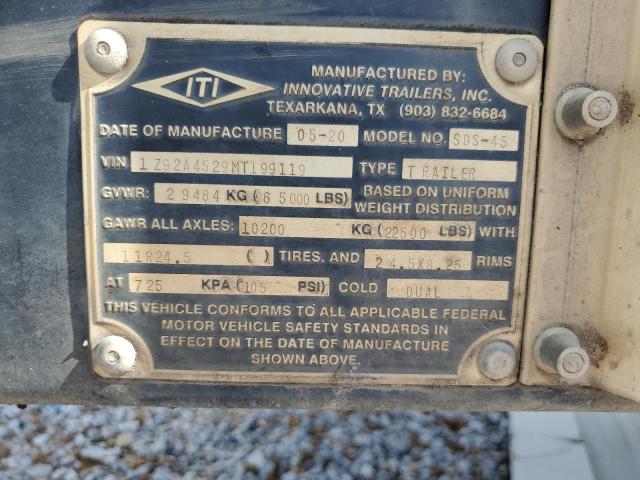 ITI
MANUFACTURED BY:
INNOVATIVE TRAILERS, INC.
TEXARKANA, TX (903) 832-6684
DATE OF MANUFACTURE 05-20 MODEL NO. SDS-45
VIN 1Z92A4529MT199119 TYPE TRAILER
GVWR: 29484 KG (65000 LBS) BASED ON UNIFORM
WEIGHT DISTRIBUTION
GAWR ALL AXLES: 10200 KG (22500 LBS) WITH
11R24.5 ( ) TIRES, AND 24.5X8.25 RIMS
AT 725 KPA (105 PSI) COLD DUAL
THIS VEHICLE CONFORMS TO ALL APPLICABLE FEDERAL
MOTOR VEHICLE SAFETY STANDARDS IN
EFFECT ON THE DATE OF MANUFACTURE
SHOWN ABOVE.